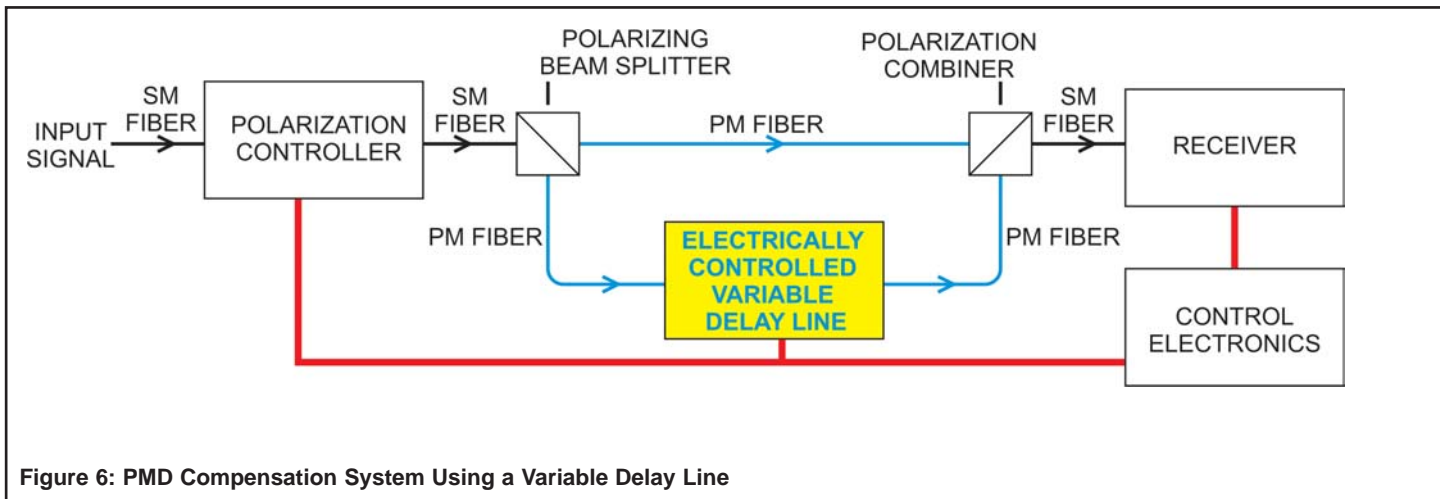 POLARIZING
BEAM SPLITTER
POLARIZATION
COMBINER
SM
FIBER
SM
FIBER
SM
FIBER
INPUT
SIGNAL
POLARIZATION
CONTROLLER
PM FIBER
RECEIVER
PM FIBER
ELECTRICALLY
CONTROLLED
VARIABLE
DELAY LINE
PM FIBER
CONTROL
ELECTRONICS
Figure 6: PMD Compensation System Using a Variable Delay Line